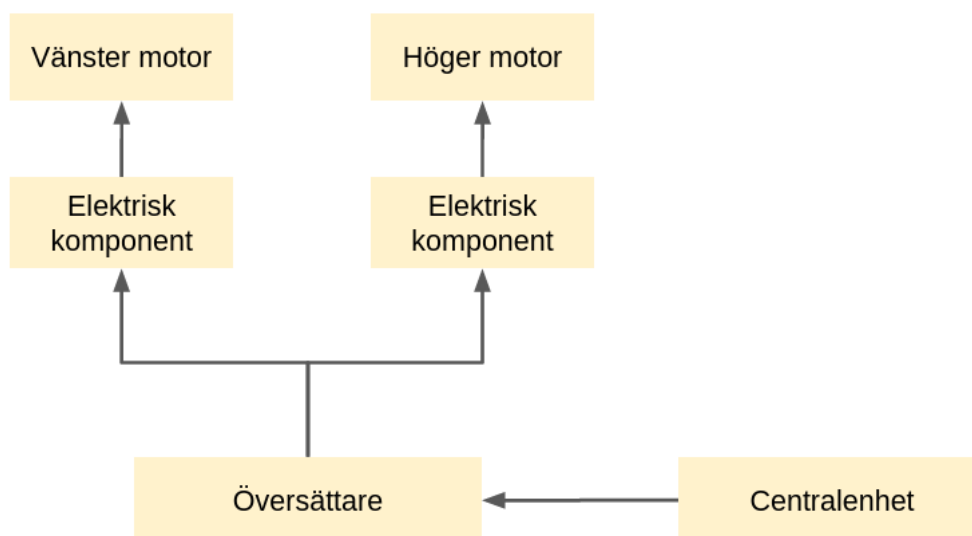 Vänster motor
Höger motor
Elektrisk
komponent
Elektrisk
komponent
Översättare
Centralenhet